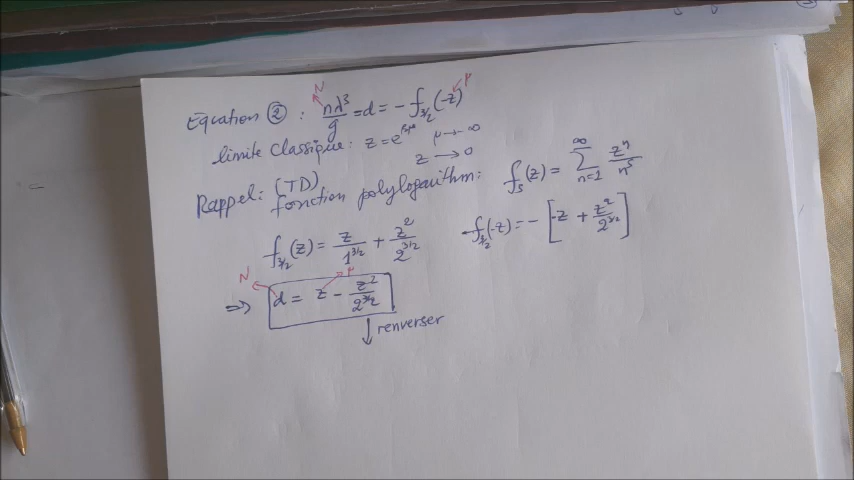 Equation ② : nλ³/g = d = - f_{3/2}(-z)
N
μ
limite classique: z = e^{βμ} μ → -∞
z → 0
Rappel: (TD)
fonction polylogarithm: f_s(z) = ∑_{n=1}^{∞} z^n/n^s
f_{3/2}(z) = z/1^{3/2} + z²/2^{3/2} - f_{3/2}(-z) = - [-z + z²/2^{3/2}]
N
μ
⇒ d = z - z²/2^{3/2}
↓ renverser